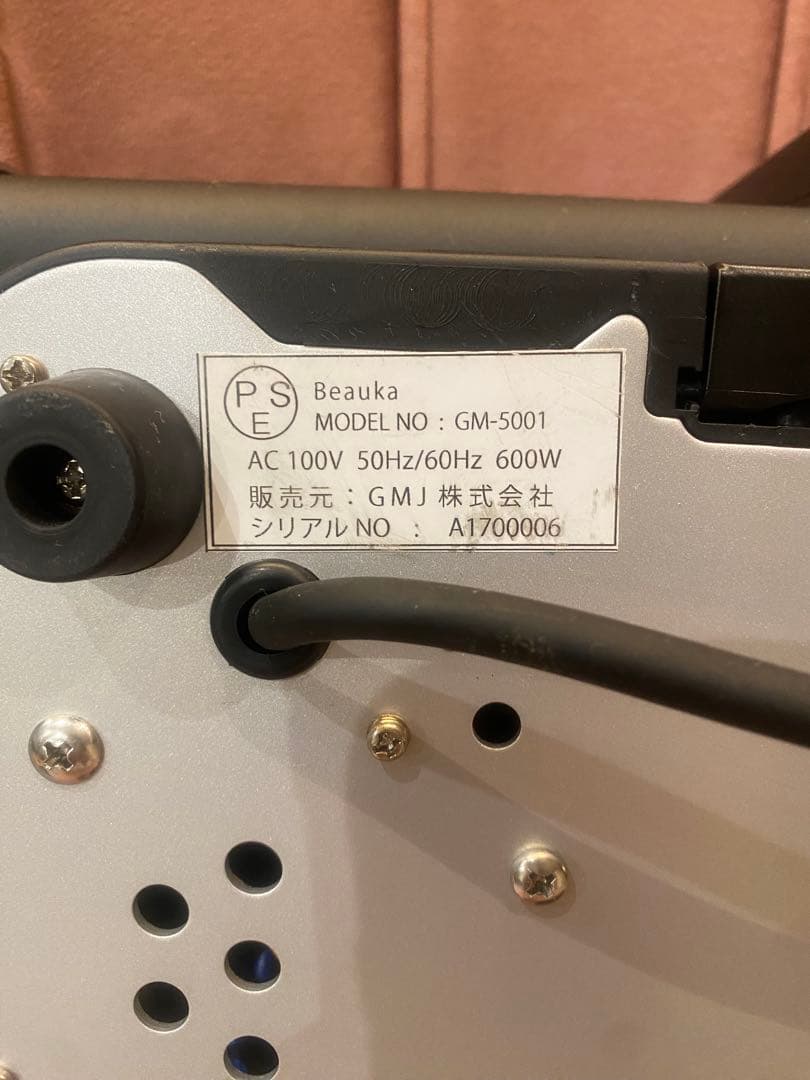 PSE Beauka
MODEL NO : GM-5001
AC 100V 50Hz/60Hz 600W
販売元 : GMJ 株式会社
シリアル NO : A1700006